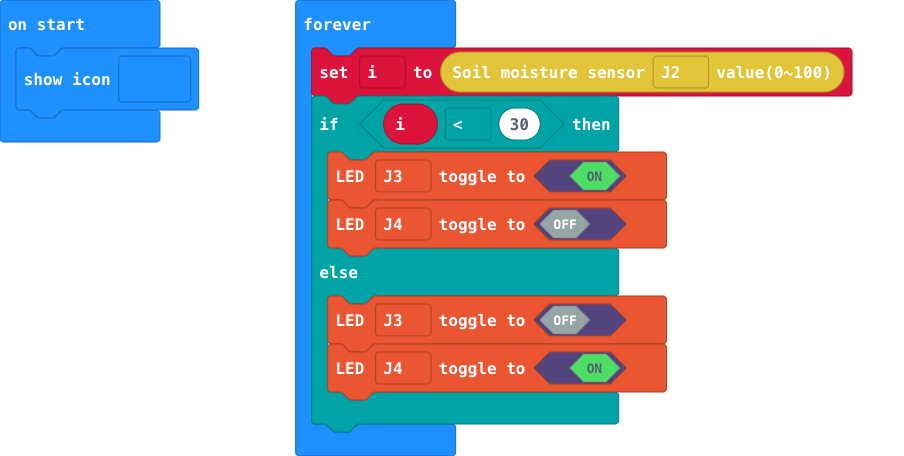 on start
show icon
forever
set i to Soil moisture sensor J2 value(0~100)
if i < 30 then
LED J3 toggle to ON
LED J4 toggle to OFF
else
LED J3 toggle to OFF
LED J4 toggle to ON